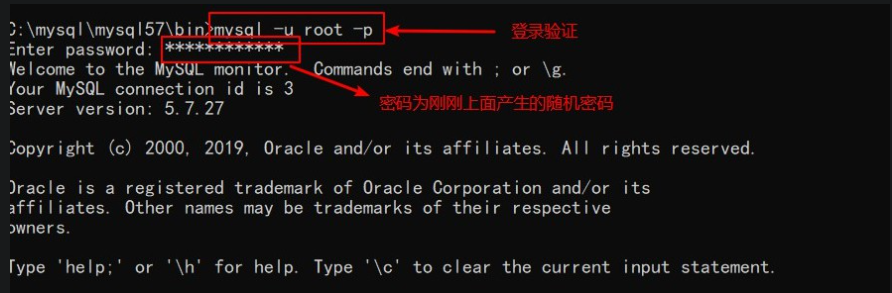 C:\mysql\mysql57\bin>mysql -u root -p
登录验证
Enter password: ************
Welcome to the MySQL monitor.  Commands end with ; or \g.
Your MySQL connection id is 3
密码为刚刚上面产生的随机密码
Server version: 5.7.27
Copyright (c) 2000, 2019, Oracle and/or its affiliates. All rights reserved.
Oracle is a registered trademark of Oracle Corporation and/or its
affiliates. Other names may be trademarks of their respective
owners.
Type 'help;' or '\h' for help. Type '\c' to clear the current input statement.